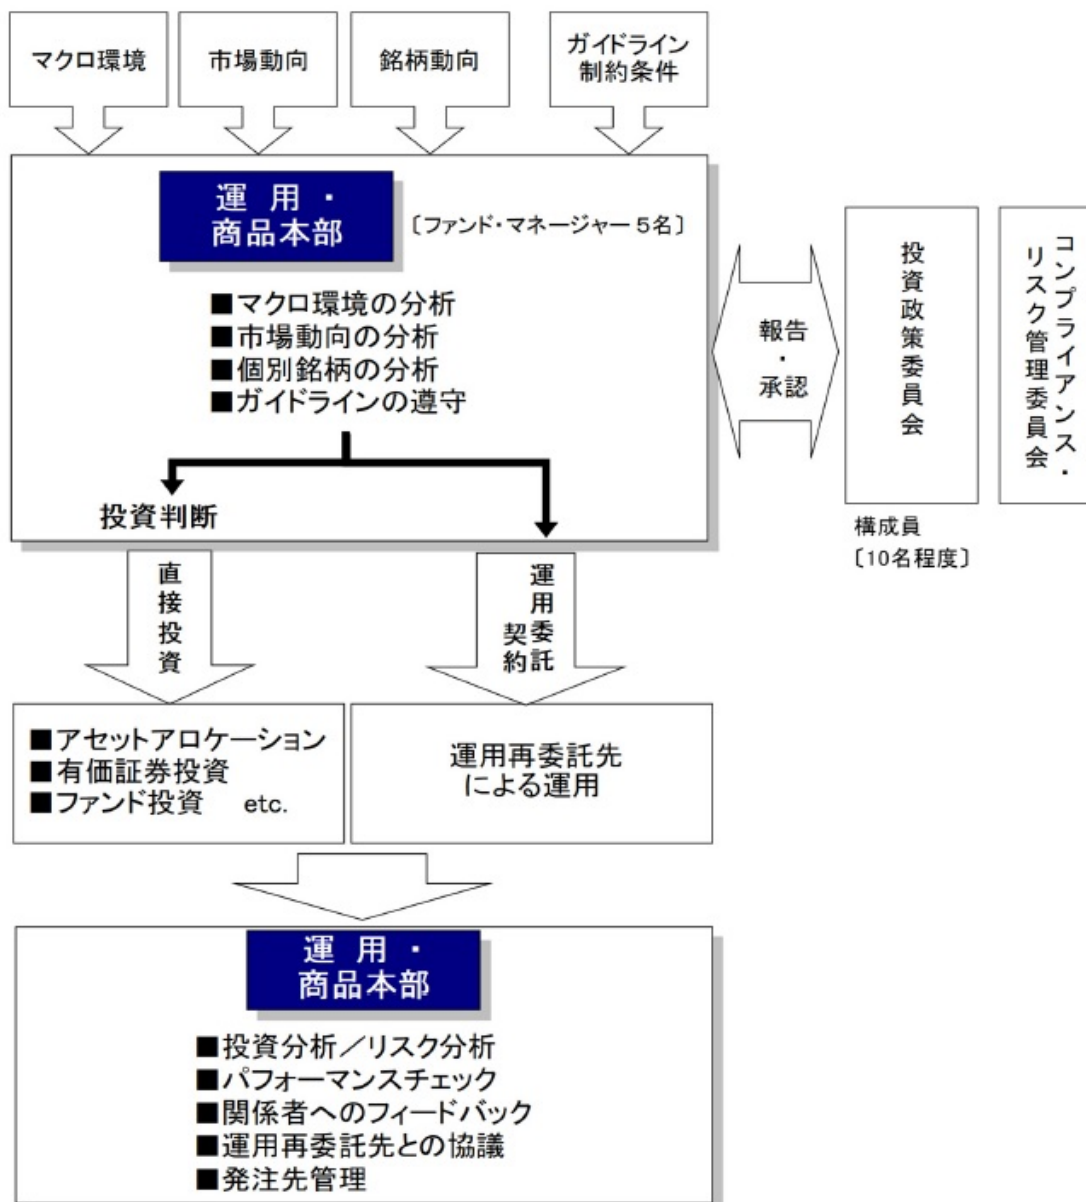 マクロ環境
市場動向
銘柄動向
ガイドライン
制約条件
運 用 ・
商品本部
〔ファンド・マネージャー 5名〕
■マクロ環境の分析
■市場動向の分析
■個別銘柄の分析
■ガイドラインの遵守
投資判断
報告
・
承認
投資政策委員会
コンプライアンス・
リスク管理委員会
構成員
〔10名程度〕
直接投資
運用委託
契約
■アセットアロケーション
■有価証券投資
■ファンド投資 etc.
運用再委託先
による運用
運 用 ・
商品本部
■投資分析／リスク分析
■パフォーマンスチェック
■関係者へのフィードバック
■運用再委託先との協議
■発注先管理